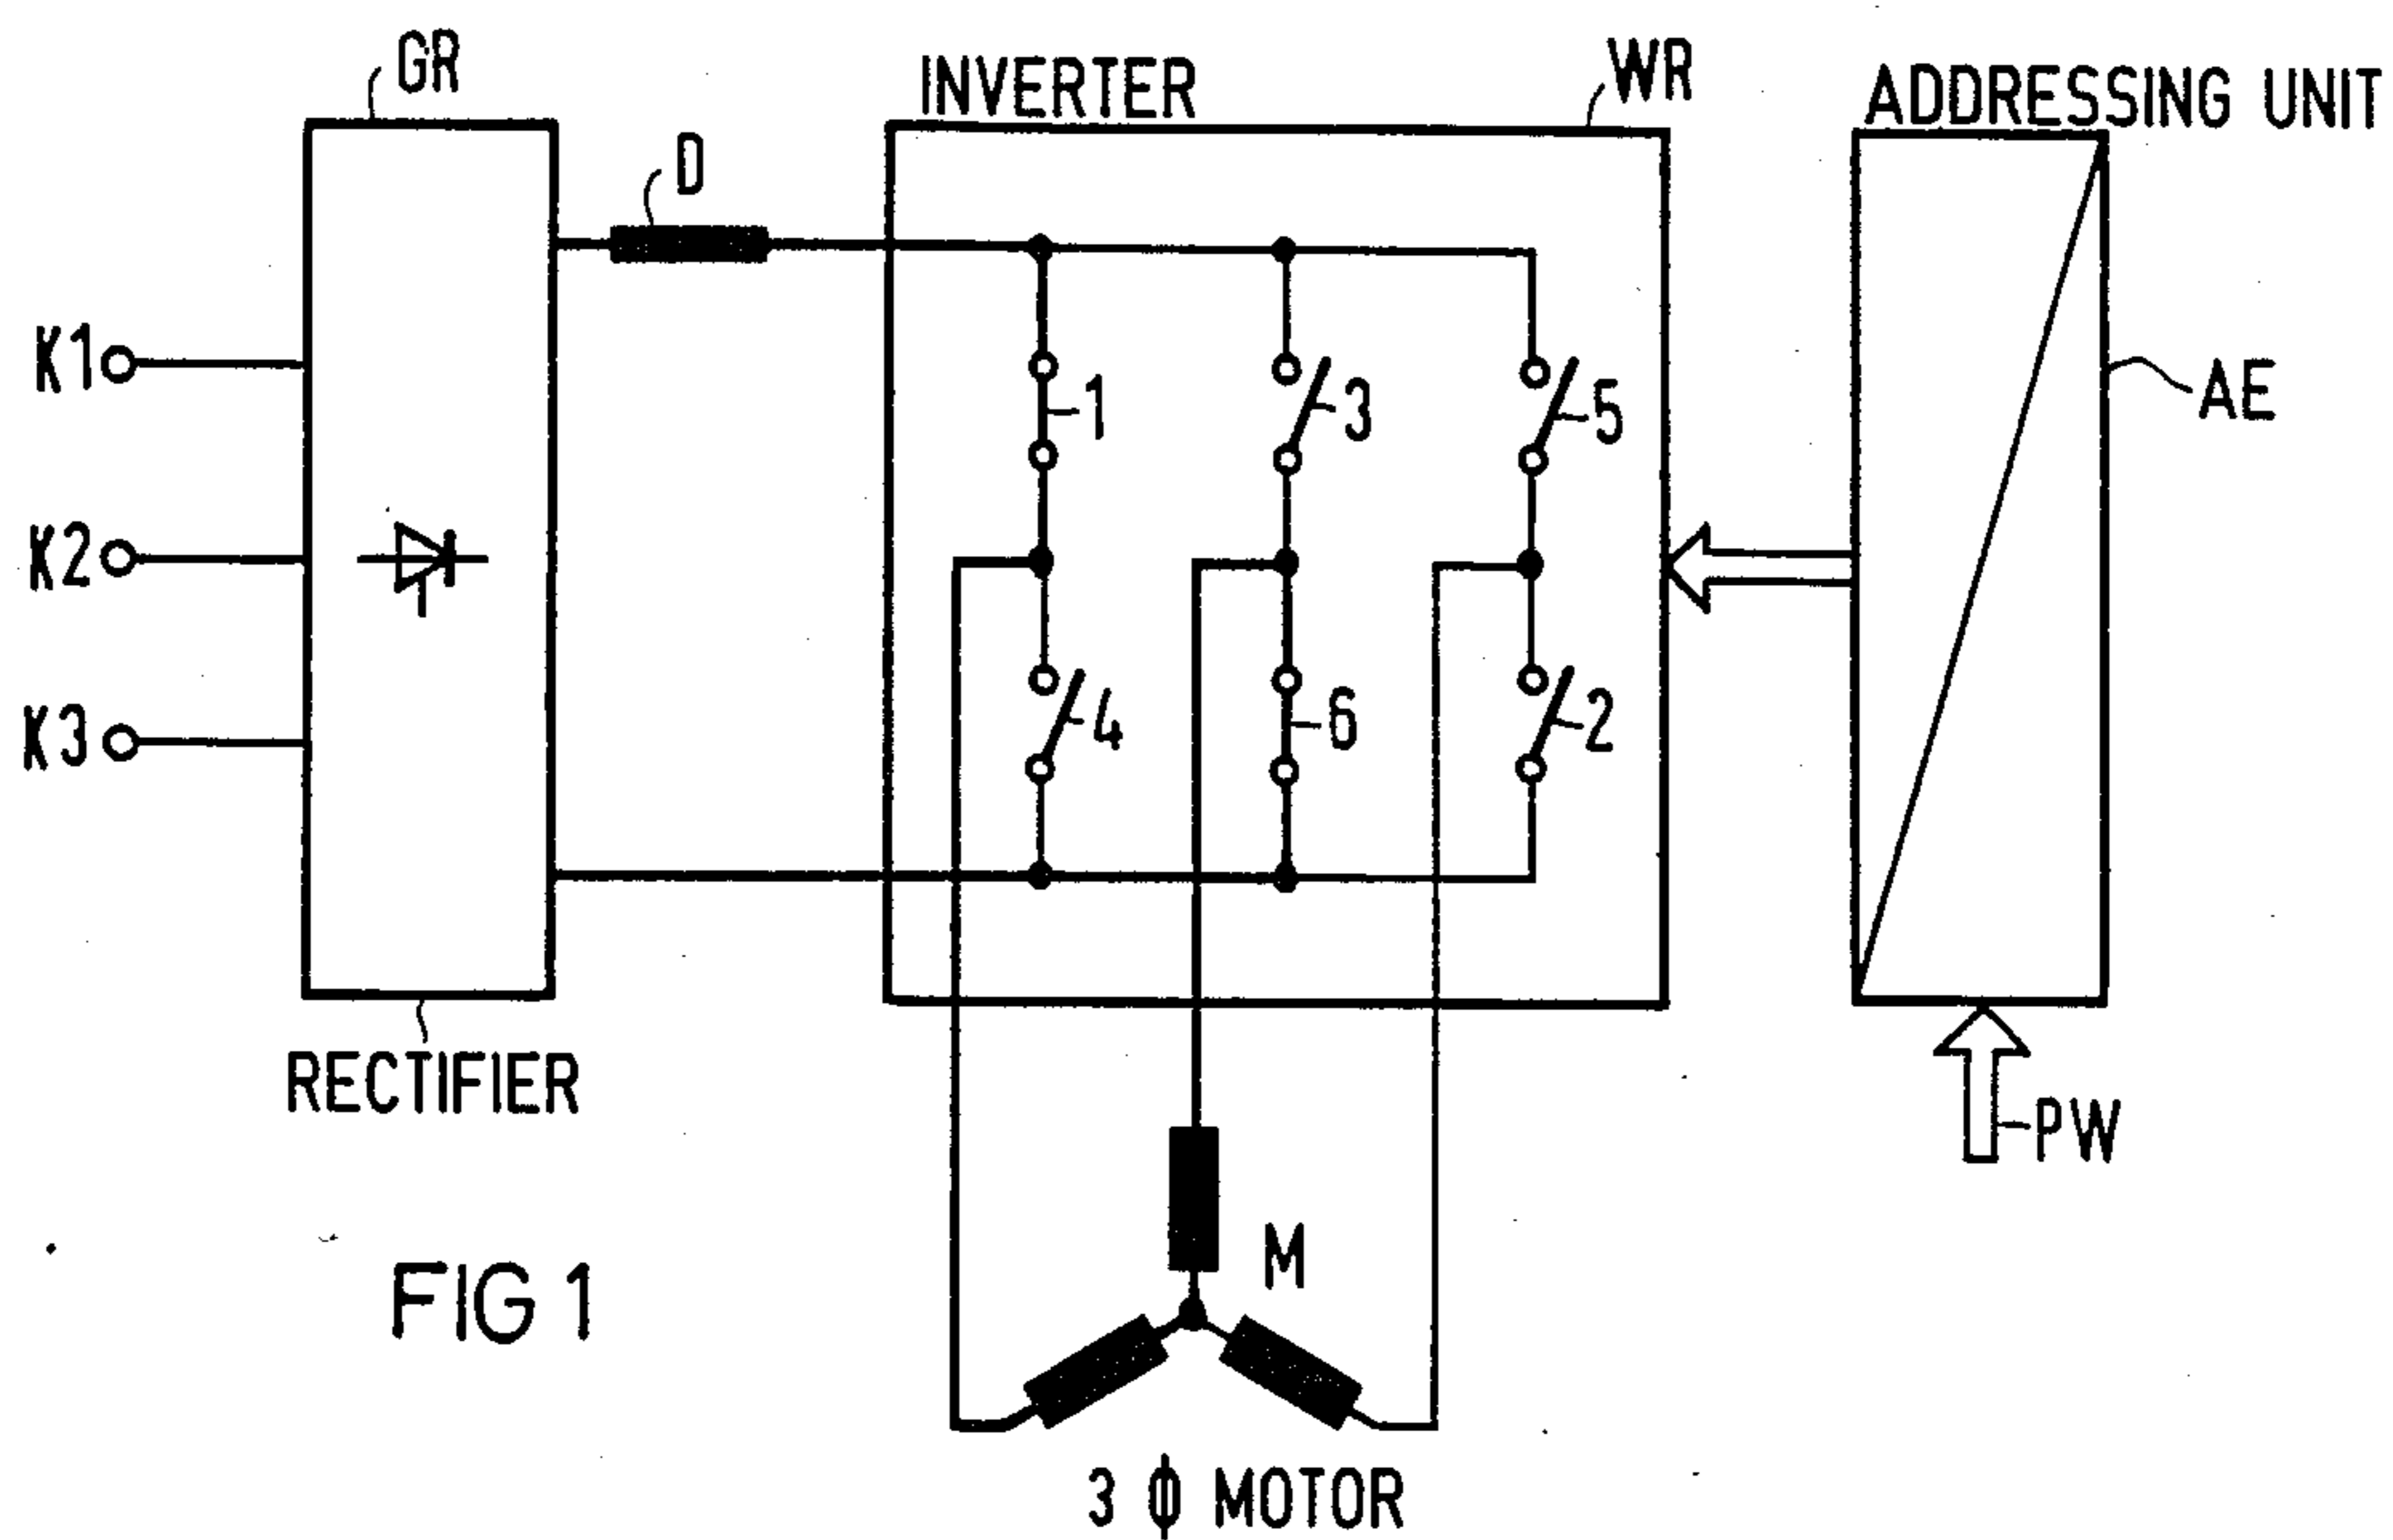 GR
INVERTER
WR
ADDRESSING UNIT
D
K1
1
3
5
AE
K2
K3
4
6
2
RECTIFIER
PW
M
FIG 1
3 ϕ MOTOR